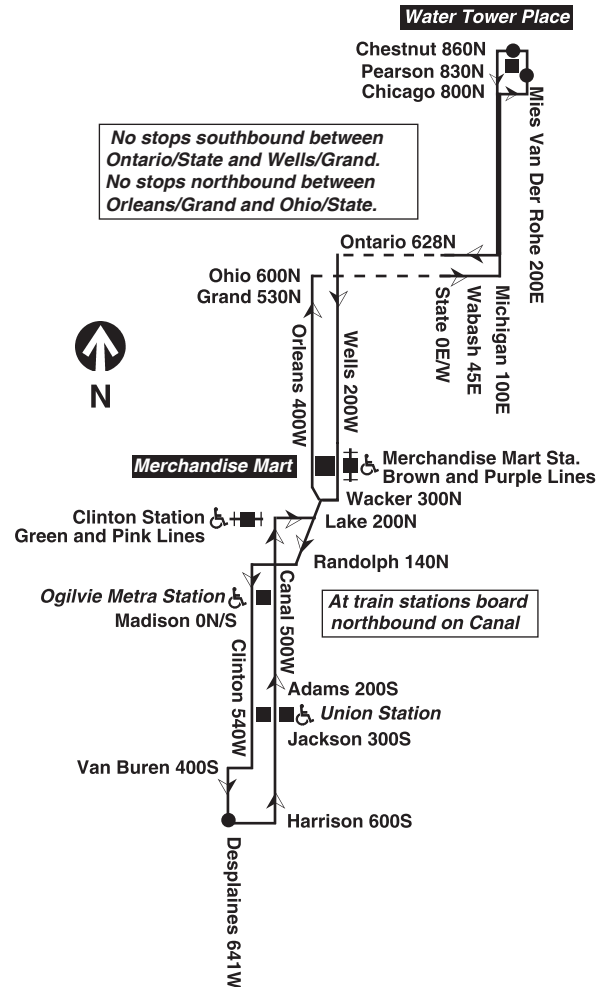 Water Tower Place
Chestnut 860N
Pearson 830N
Chicago 800N
Mies Van Der Rohe 200E
No stops southbound between
Ontario/State and Wells/Grand.
No stops northbound between
Orleans/Grand and Ohio/State.
Ontario 628N
Ohio 600N
Grand 530N
State 0E/W
Wabash 45E
Michigan 100E
Orleans 400W
Wells 200W
N
Merchandise Mart
Merchandise Mart Sta.
Brown and Purple Lines
Wacker 300N
Clinton Station
Green and Pink Lines
Lake 200N
Randolph 140N
Ogilvie Metra Station
Madison 0N/S
Canal 500W
At train stations board
northbound on Canal
Clinton 540W
Adams 200S
Union Station
Jackson 300S
Van Buren 400S
Harrison 600S
Desplaines 641W